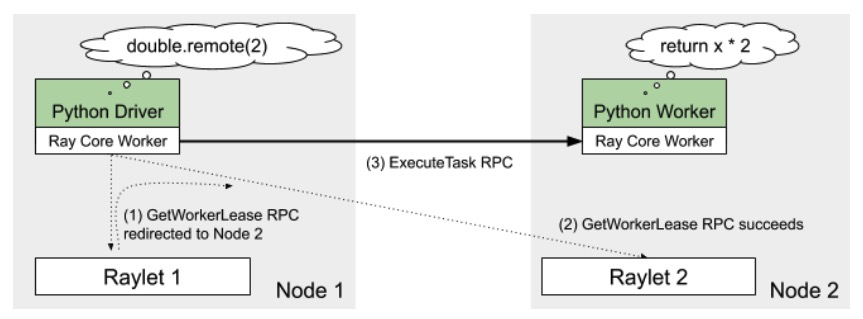 double.remote(2)
return x * 2
Python Driver
Ray Core Worker
Python Worker
Ray Core Worker
(3) ExecuteTask RPC
(1) GetWorkerLease RPC
redirected to Node 2
(2) GetWorkerLease RPC succeeds
Raylet 1
Node 1
Raylet 2
Node 2